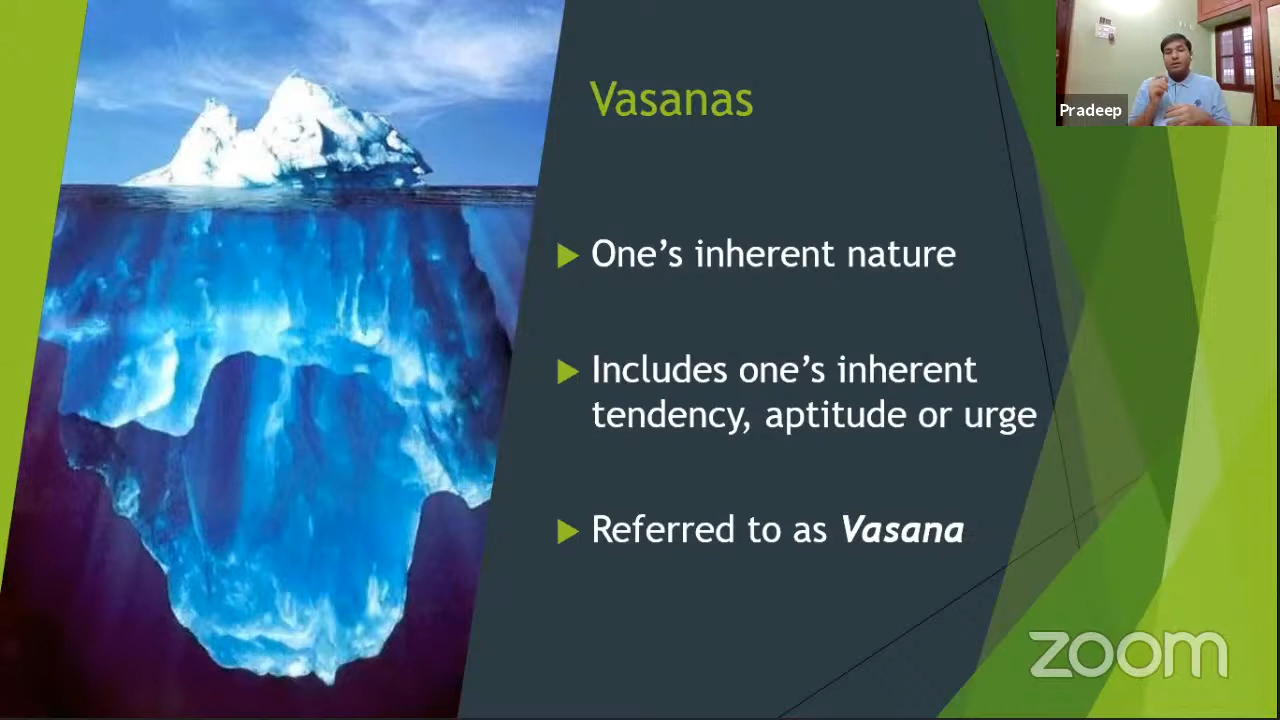 Vasanas
One’s inherent nature
Includes one’s inherent
tendency, aptitude or urge
Referred to as Vasana
Pradeep
zoom